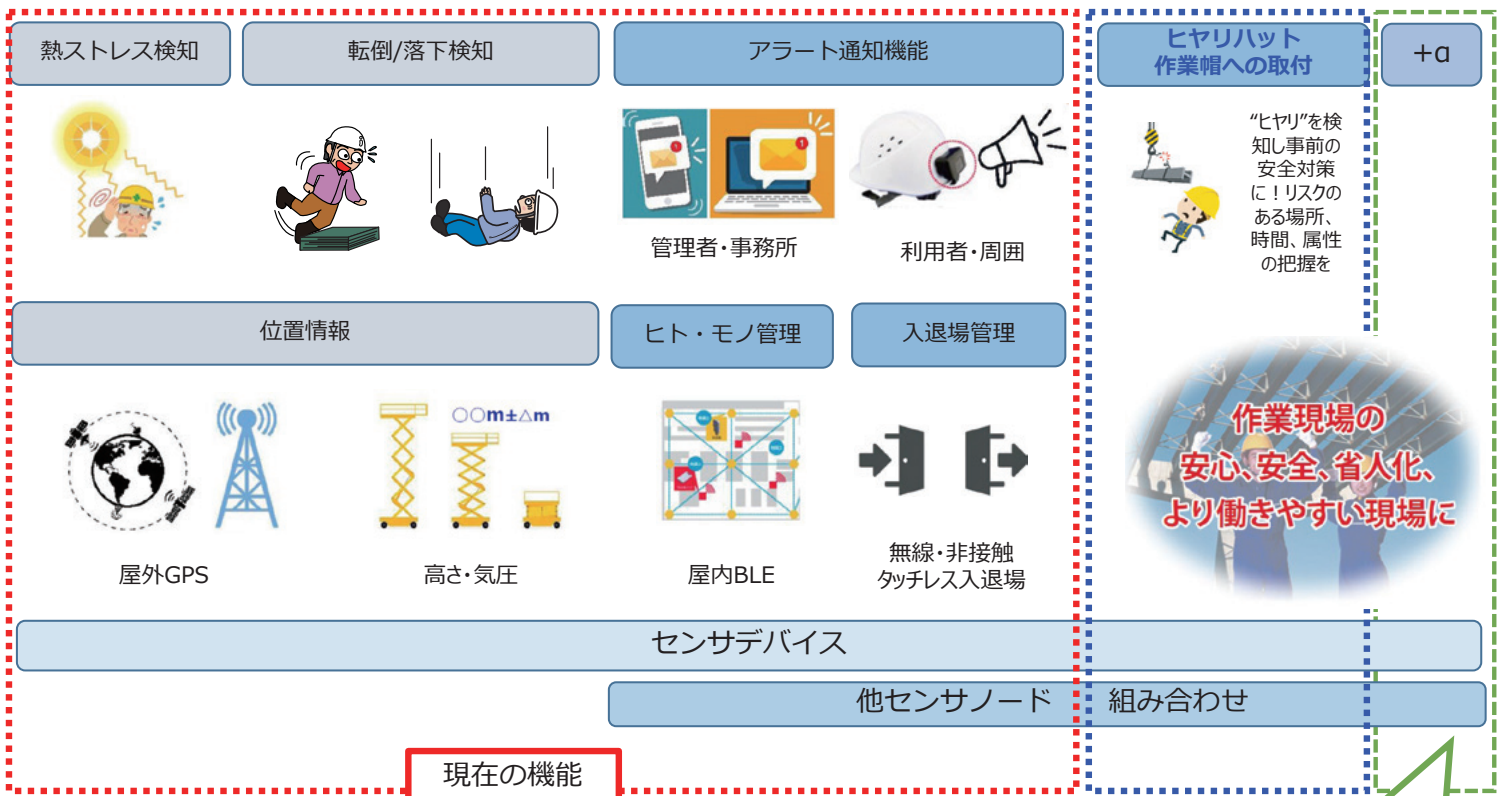 熱ストレス検知
転倒/落下検知
アラート通知機能
ヒヤリハット
作業帽への取付
+α
管理者・事務所
利用者・周囲
“ヒヤリ”を検
知し事前の
安全対策
に！リスクの
ある場所、
時間、属性
の把握を
位置情報
ヒト・モノ管理
入退場管理
〇〇m±△m
作業現場の
安心、安全、省人化、
より働きやすい現場に
屋外GPS
高さ・気圧
屋内BLE
無線・非接触
タッチレス入退場
センサデバイス
他センサノード 組み合わせ
現在の機能